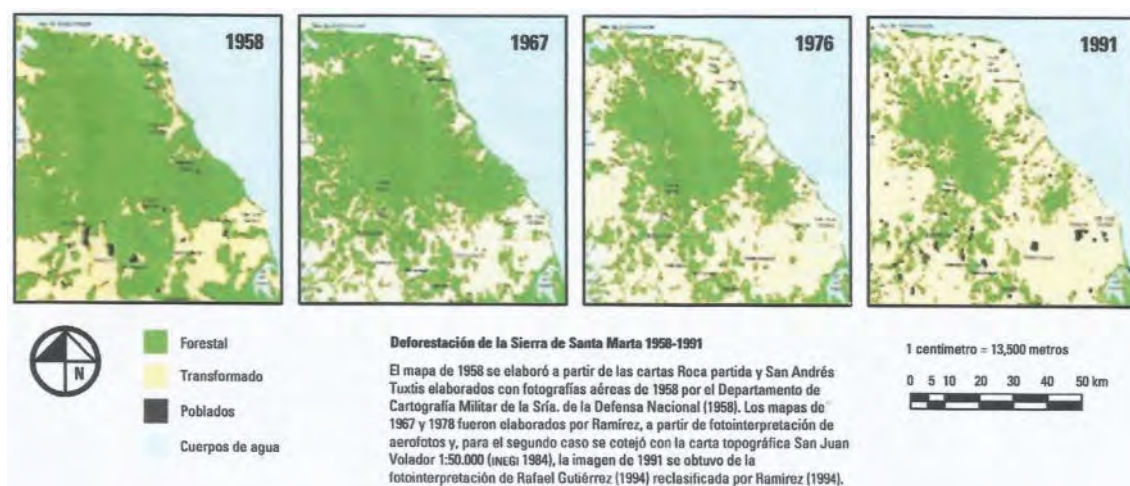 1958
1967
1976
1991
N
Forestal
Transformado
Poblados
Cuerpos de agua
Deforestación de la Sierra de Santa Marta 1958-1991
El mapa de 1958 se elaboró a partir de las cartas Roca partida y San Andrés
Tuxtis elaborados con fotografías aéreas de 1958 por el Departamento de
Cartografía Militar de la Sría. de la Defensa Nacional (1958). Los mapas de
1967 y 1978 fueron elaborados por Ramírez, a partir de fotointerpretación de
aerofotos y, para el segundo caso se cotejó con la carta topográfica San Juan
Volador 1:50.000 (INEGI 1984), la imagen de 1991 se obtuvo de la
fotointerpretación de Rafael Gutiérrez (1994) reclasificada por Ramírez (1994).
1 centímetro = 13,500 metros
0 5 10 20 30 40 50 km